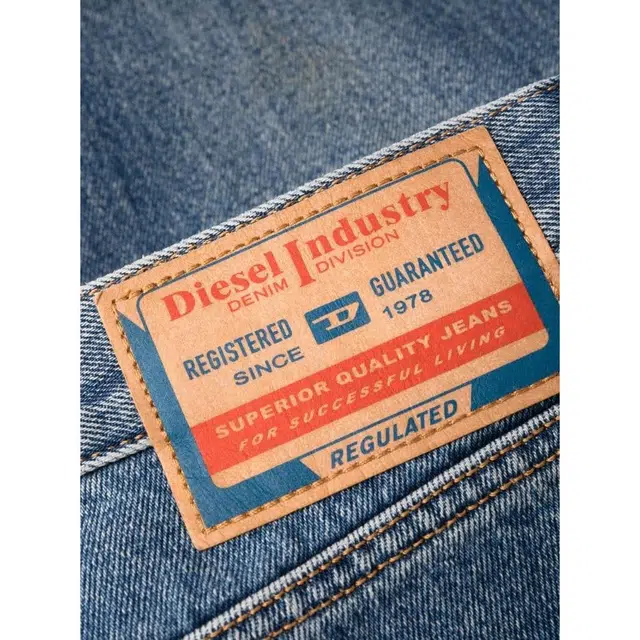 Diesel Industry
DENIM DIVISION
REGISTERED D GUARANTEED
SINCE 1978
SUPERIOR QUALITY JEANS
FOR SUCCESSFUL LIVING
REGULATED